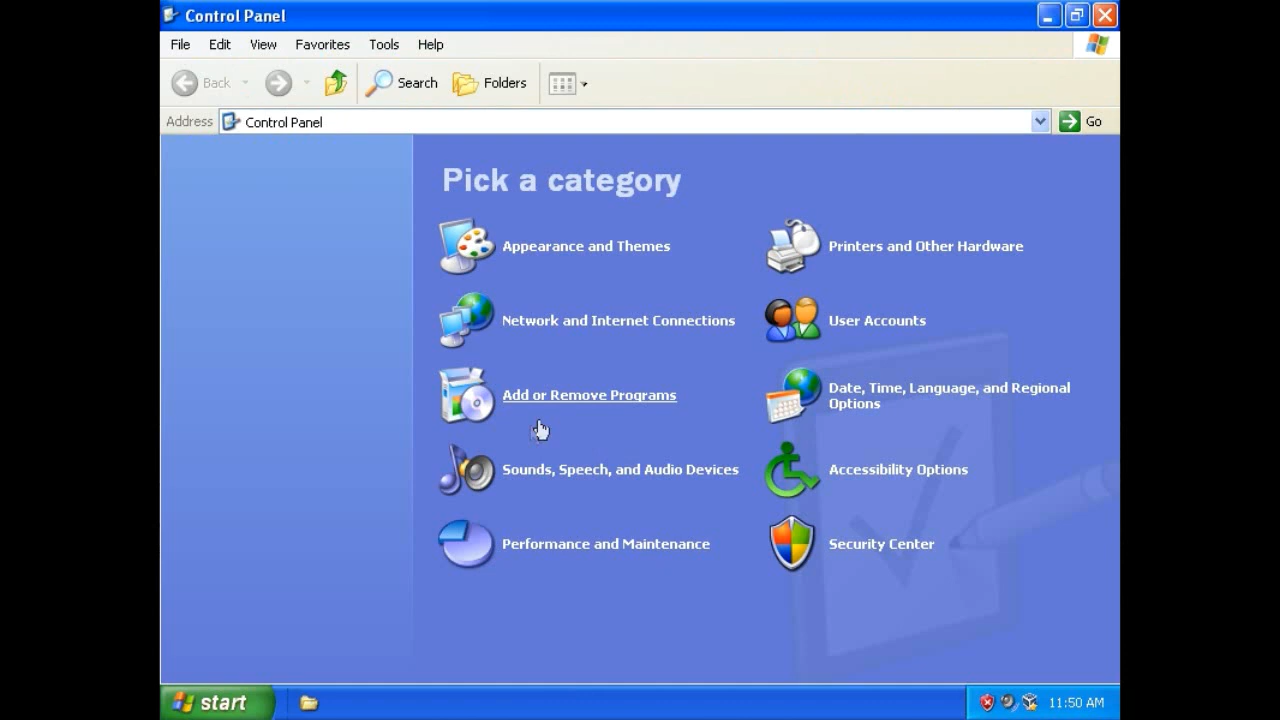 Control Panel
File Edit View Favorites Tools Help
Back Search Folders
Address Control Panel Go
Pick a category
Appearance and Themes
Printers and Other Hardware
Network and Internet Connections
User Accounts
Add or Remove Programs
Date, Time, Language, and Regional
Options
Sounds, Speech, and Audio Devices
Accessibility Options
Performance and Maintenance
Security Center
start 11:50 AM